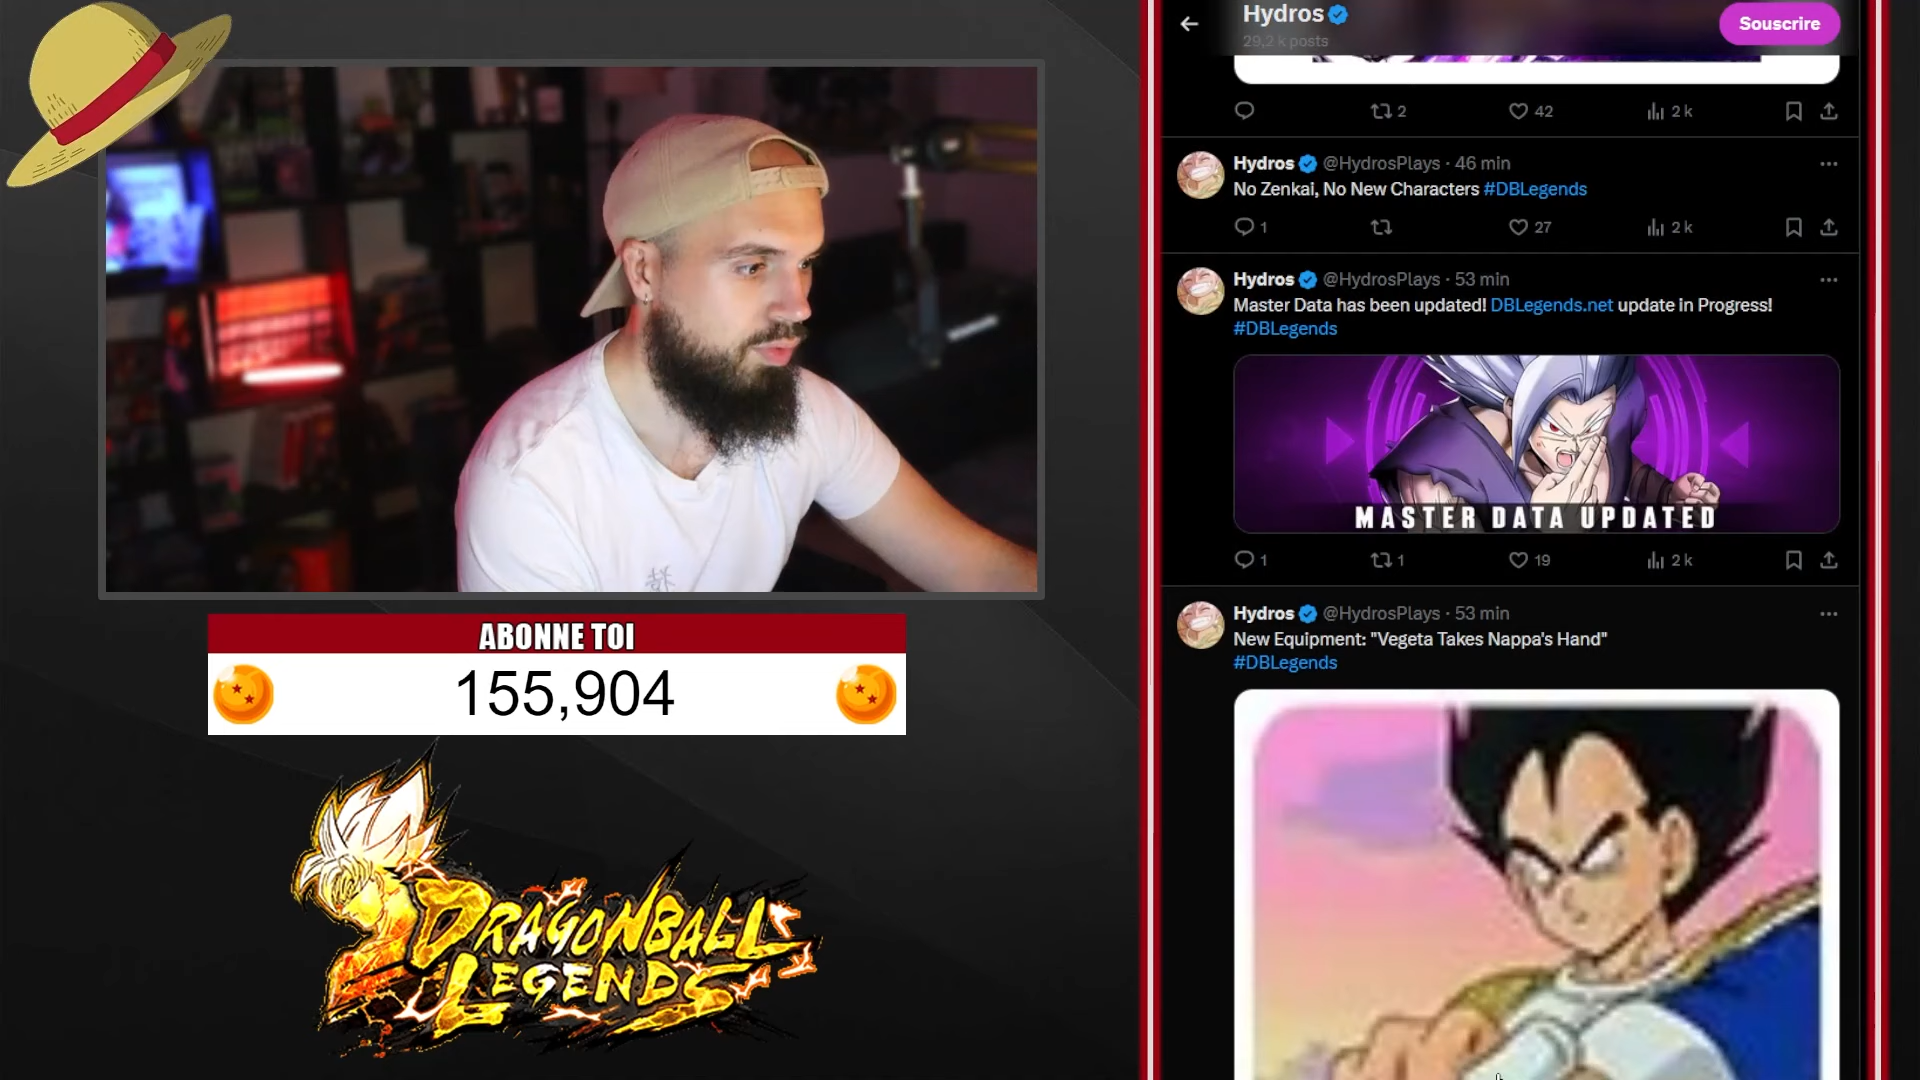 Hydros
29,2 k posts
Souscrire
2
42
2 k
Hydros @HydrosPlays · 46 min
No Zenkai, No New Characters #DBLegends
1
27
2 k
Hydros @HydrosPlays · 53 min
Master Data has been updated! DBLegends.net update in Progress!
#DBLegends
MASTER DATA UPDATED
1
1
19
2 k
Hydros @HydrosPlays · 53 min
New Equipment: "Vegeta Takes Nappa's Hand"
#DBLegends
ABONNE TOI
155,904
DRAGONBALL
LEGENDS